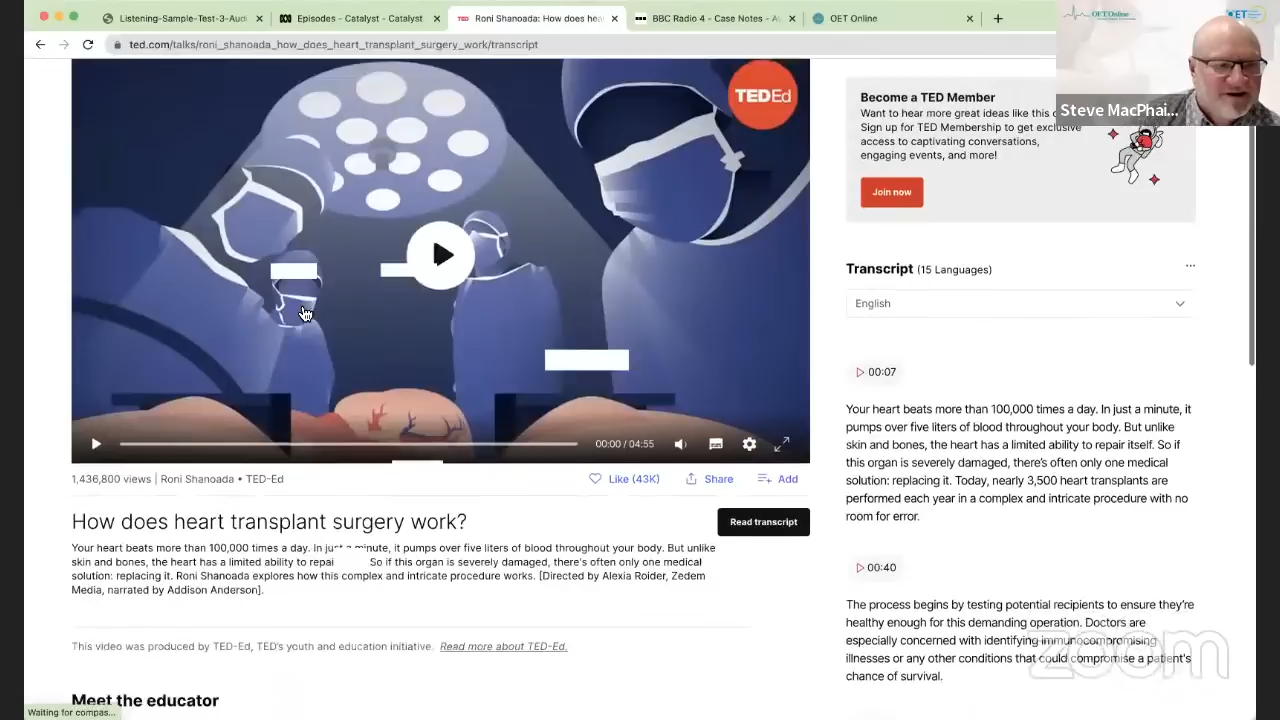 Listening-Sample-Test-3-Aud
Episodes - Catalyst
TED Roni Shanoada: How does hea
BBC Radio 4 - Case Notes - A
OET Online
ted.com/talks/roni_shanoada_how_does_heart_transplant_surgery_work/transcript
OET Online
Steve MacPhai...
TEDEd
Become a TED Member
Want to hear more great ideas like this
Sign up for TED Membership to get exclusive
access to captivating conversations,
engaging events, and more!
Join now
00:00 / 04:55
1,436,800 views | Roni Shanoada • TED-Ed
Like (43K)
Share
Add
How does heart transplant surgery work?
Read transcript
Your heart beats more than 100,000 times a day. In just a minute, it pumps over five liters of blood throughout your body. But unlike
skin and bones, the heart has a limited ability to repai So if this organ is severely damaged, there's often only one medical
solution: replacing it. Roni Shanoada explores how this complex and intricate procedure works. [Directed by Alexia Roider, Zedem
Media, narrated by Addison Anderson].
This video was produced by TED-Ed, TED's youth and education initiative. Read more about TED-Ed.
Meet the educator
Waiting for compas...
Transcript (15 Languages)
...
English
00:07
Your heart beats more than 100,000 times a day. In just a minute, it
pumps over five liters of blood throughout your body. But unlike
skin and bones, the heart has a limited ability to repair itself. So if
this organ is severely damaged, there's often only one medical
solution: replacing it. Today, nearly 3,500 heart transplants are
performed each year in a complex and intricate procedure with no
room for error.
00:40
The process begins by testing potential recipients to ensure they're
healthy enough for this demanding operation. Doctors are
especially concerned with identifying immunocompromising
illnesses or any other conditions that could compromise a patient's
chance of survival.
zoom